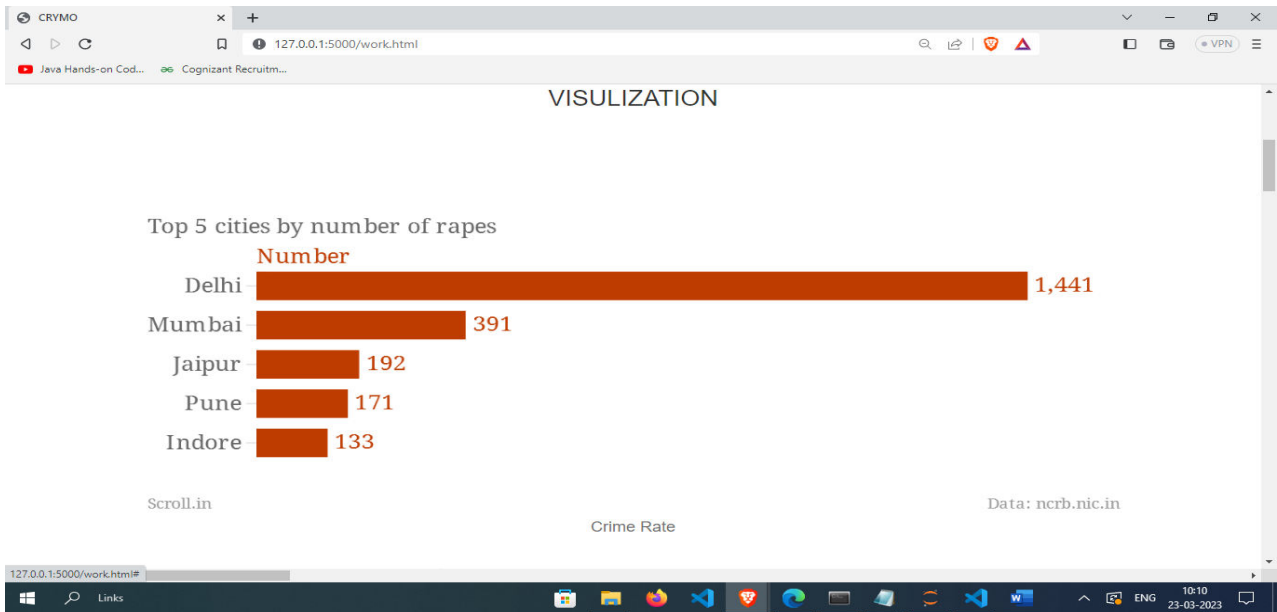 CRYMO
127.0.0.1:5000/work.html
VPN
Java Hands-on Cod...
Cognizant Recruitm...
VISULIZATION
Top 5 cities by number of rapes
Number
Delhi 1,441
Mumbai 391
Jaipur 192
Pune 171
Indore 133
Scroll.in Data: ncrb.nic.in
Crime Rate
127.0.0.1:5000/work.html#
Links
ENG
10:10
23-03-2023